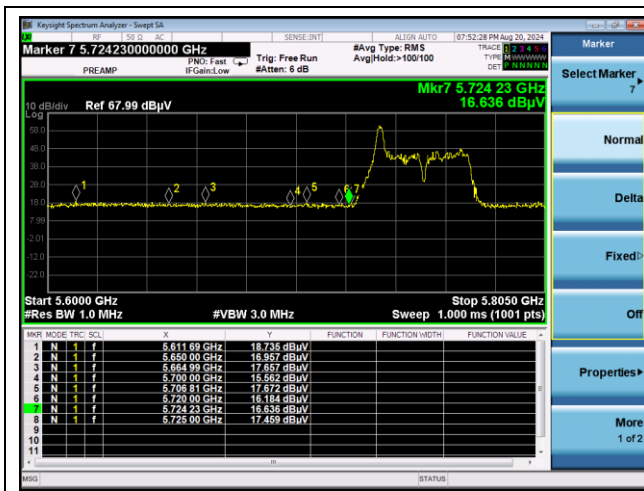 Keysight Spectrum Analyzer - Swept SA
RF 50 Ω AC SENSE:INT ALIGN AUTO 07:52:28 PM Aug 20, 2024
Marker 7 5.724230000000 GHz #Avg Type: RMS TRACE 1 2 3 4 5 6
PNO: Fast Trig: Free Run Avg|Hold:>100/100 TYPE M W W W W W
PREAMP IFGain:Low #Atten: 6 dB DET P N N N N N
Mkr7 5.724 23 GHz
10 dB/div Ref 67.99 dBµV 16.636 dBµV
Log
58.0
48.0
38.0
28.0
18.0
7.99
-2.01
-12.0
-22.0
1 2 3 4 5 6 7
Start 5.6000 GHz Stop 5.8050 GHz
#Res BW 1.0 MHz #VBW 3.0 MHz Sweep 1.000 ms (1001 pts)
MKR MODE TRC SCL X Y FUNCTION FUNCTION WIDTH FUNCTION VALUE
1 N 1 f 5.611 69 GHz 18.735 dBµV
2 N 1 f 5.650 00 GHz 16.957 dBµV
3 N 1 f 5.664 99 GHz 17.657 dBµV
4 N 1 f 5.700 00 GHz 15.562 dBµV
5 N 1 f 5.706 81 GHz 17.672 dBµV
6 N 1 f 5.720 00 GHz 16.184 dBµV
7 N 1 f 5.724 23 GHz 16.636 dBµV
8 N 1 f 5.725 00 GHz 17.459 dBµV
9
10
11
MSG STATUS
Marker
Select Marker
7
Normal
Delta
Fixed
Off
Properties
More
1 of 2